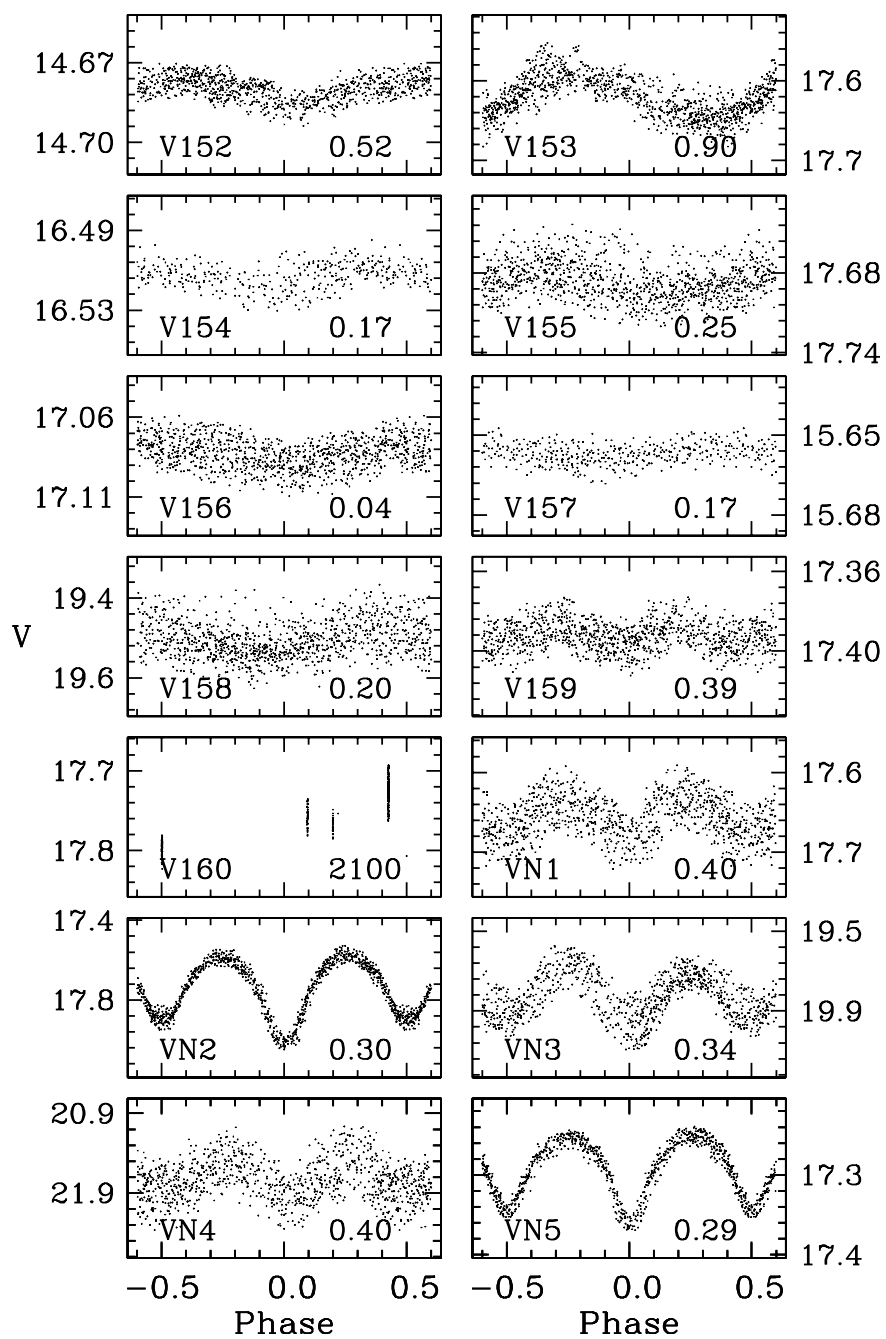 14.67
14.70
V152 0.52
17.6
17.7
V153 0.90
16.49
16.53
V154 0.17
17.68
17.74
V155 0.25
17.06
17.11
V156 0.04
15.65
15.68
V157 0.17
V
19.4
19.6
V158 0.20
17.36
17.40
V159 0.39
17.7
17.8
V160 2100
17.6
17.7
VN1 0.40
17.4
17.8
VN2 0.30
19.5
19.9
VN3 0.34
20.9
21.9
VN4 0.40
17.3
17.4
VN5 0.29
−0.5 0.0 0.5
−0.5 0.0 0.5
Phase
Phase